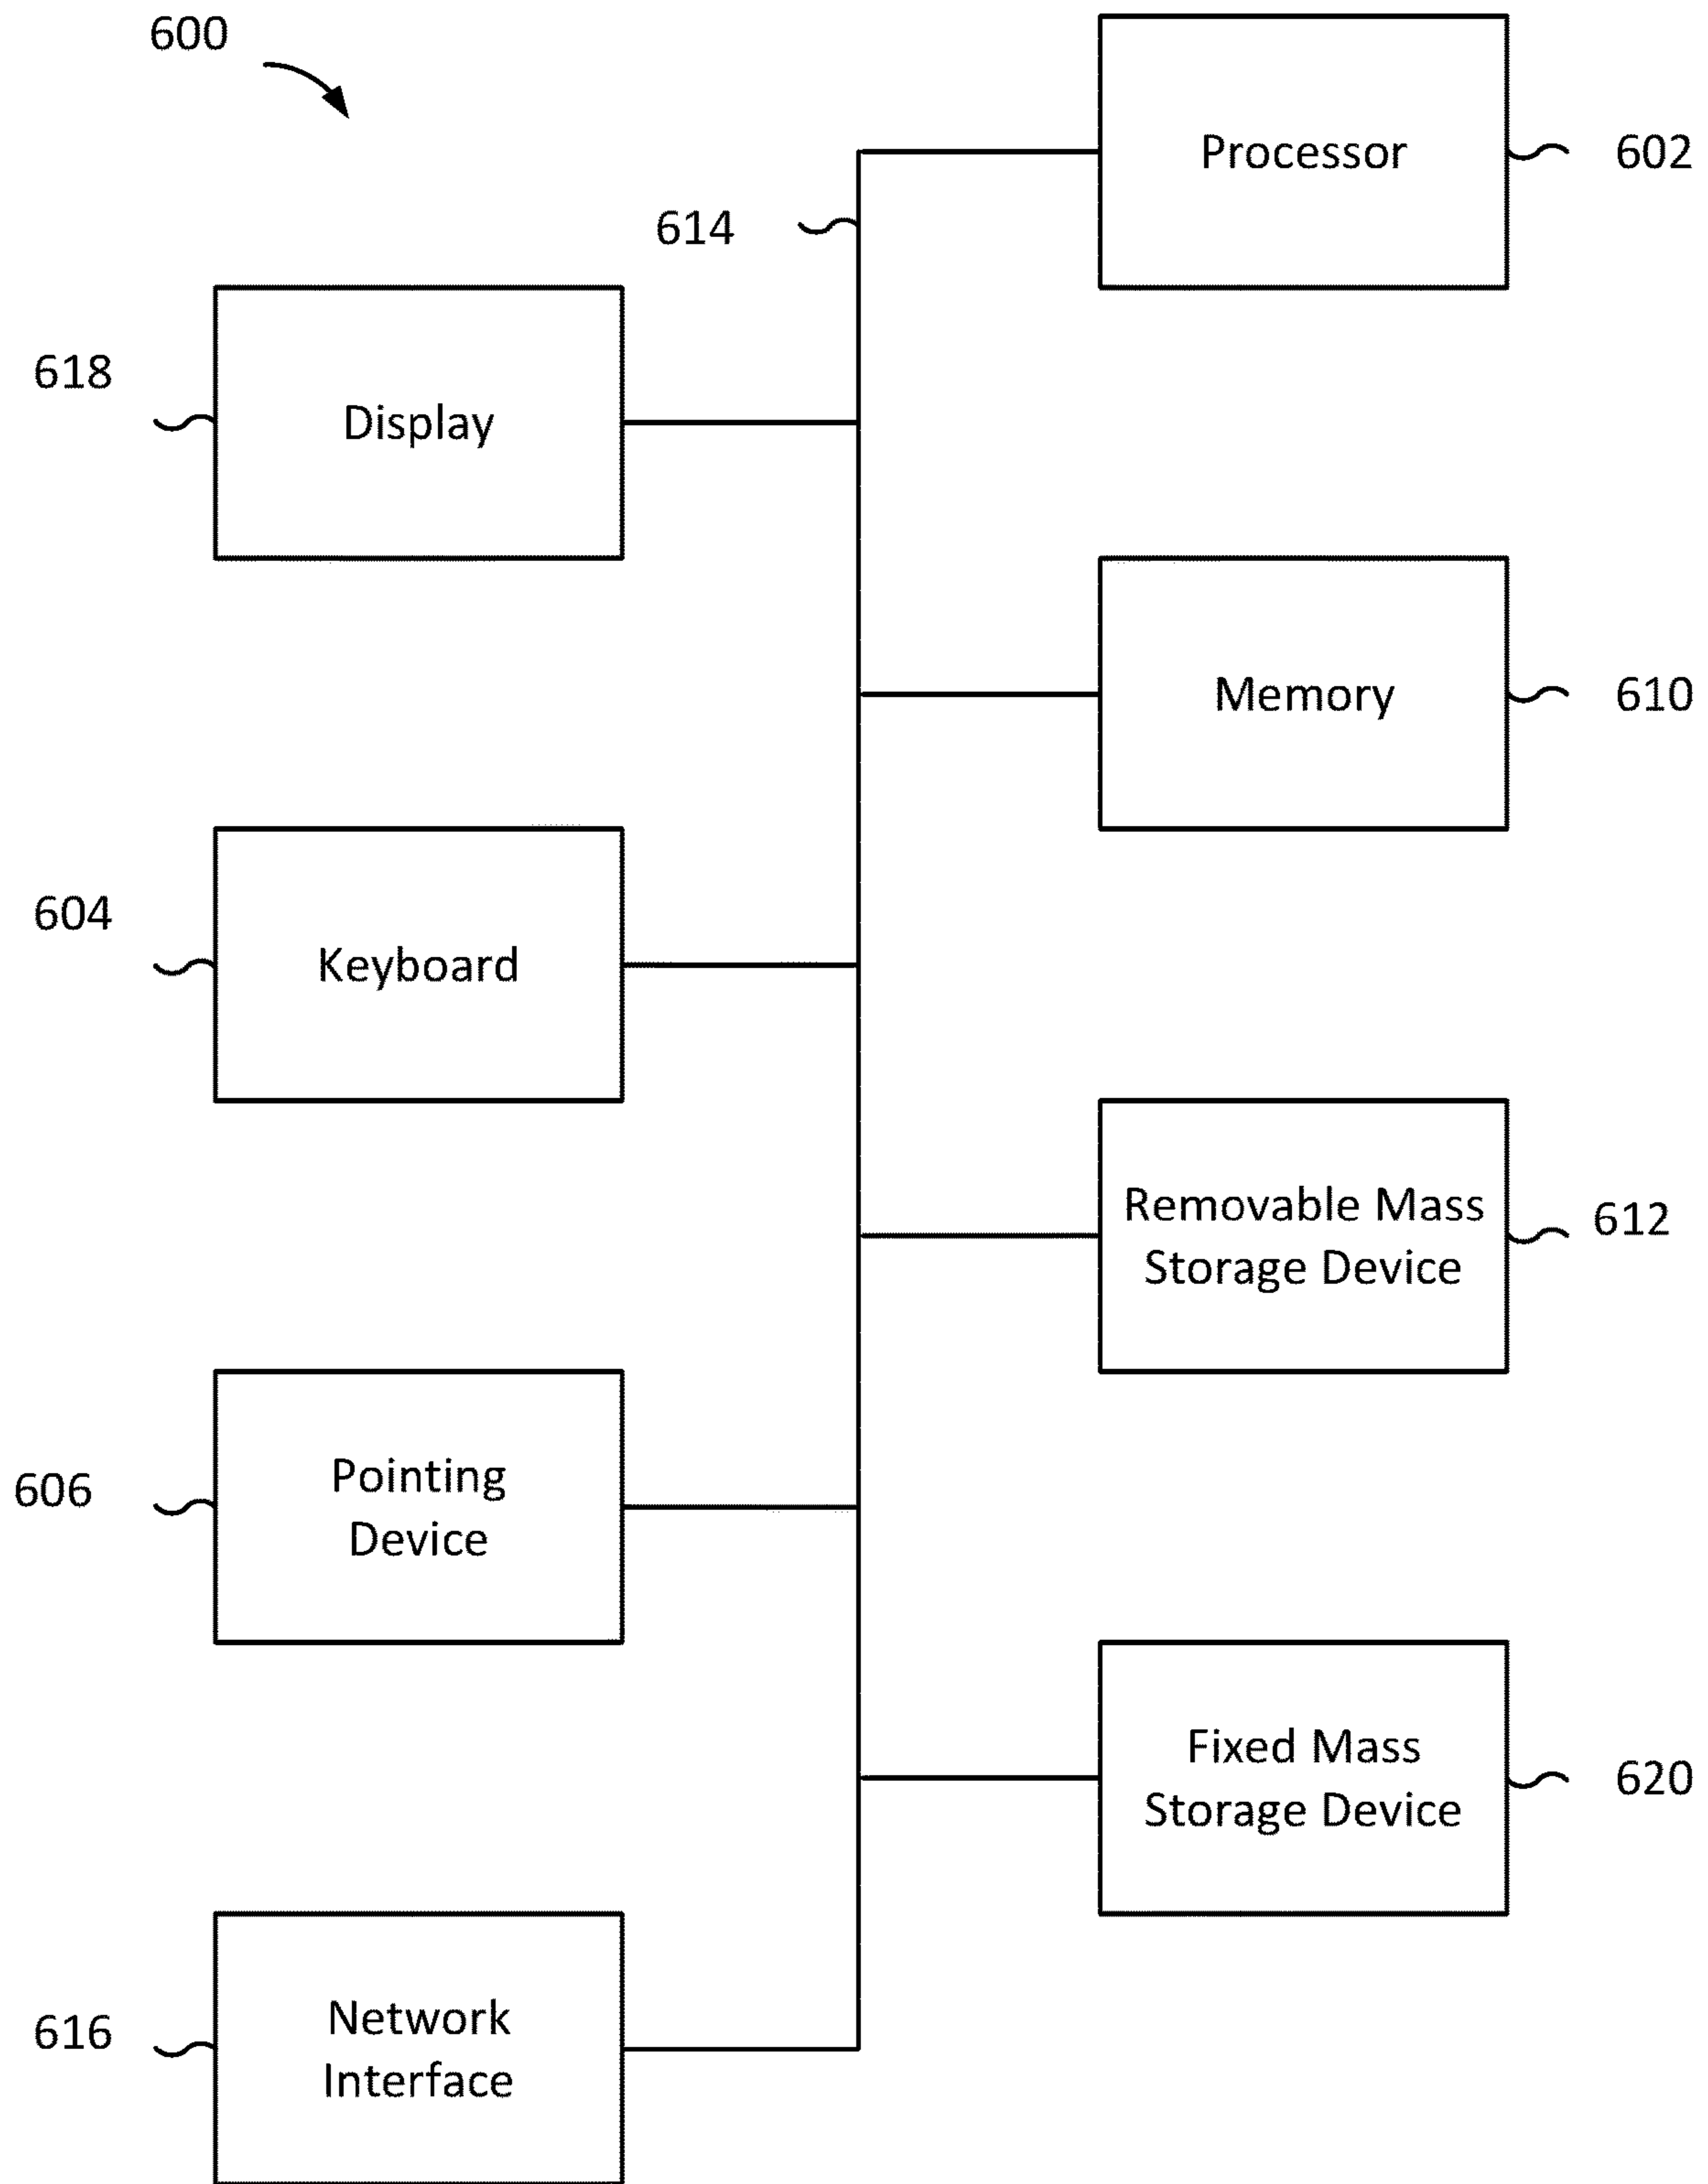 600
Processor
602
614
618
Display
Memory
610
604
Keyboard
Removable Mass
Storage Device
612
606
Pointing
Device
Fixed Mass
Storage Device
620
616
Network
Interface